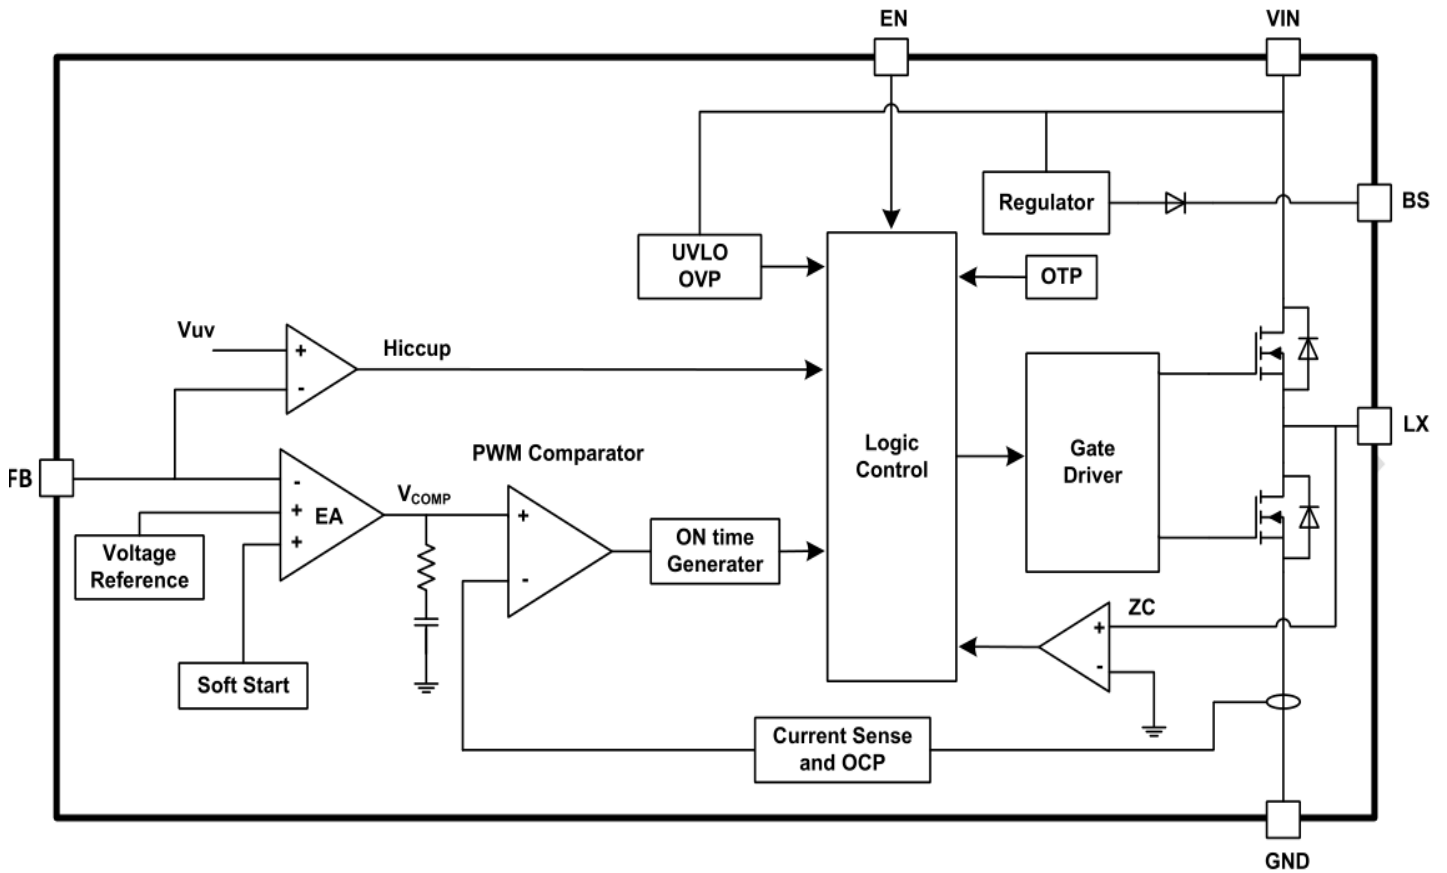 EN
VIN
BS
Regulator
UVLO
OVP
OTP
Vuv
+
-
Hiccup
LX
PWM Comparator
Logic
Control
Gate
Driver
FB
-
+
+
EA
VCOMP
+
-
ON time
Generater
Voltage
Reference
ZC
+
-
Soft Start
Current Sense
and OCP
GND